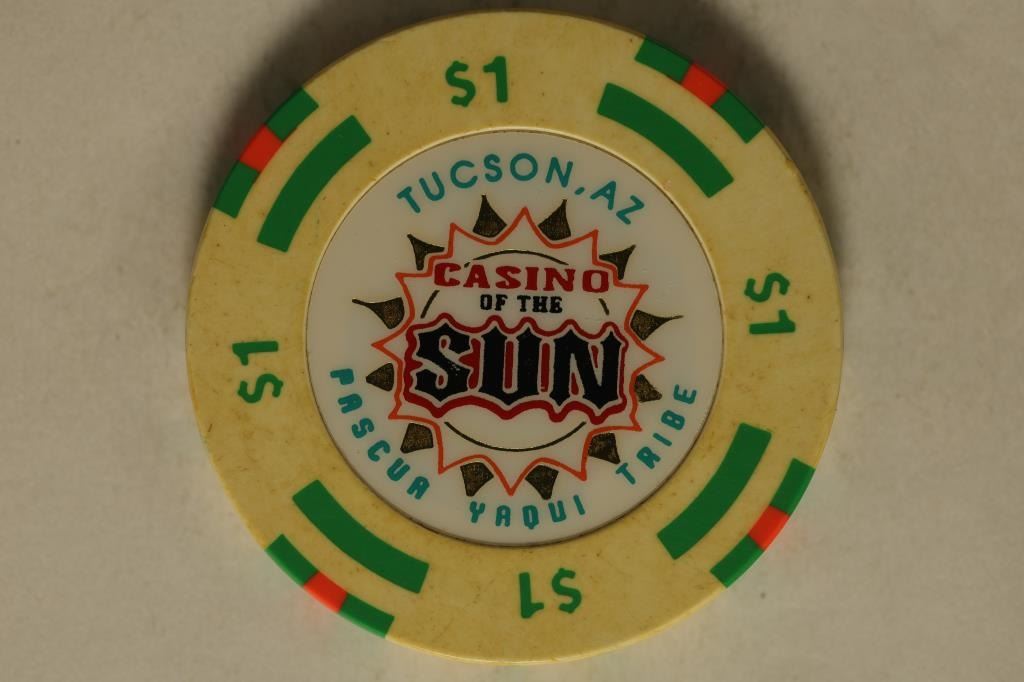 $1
TUCSON, AZ
CASINO
OF THE
SUN
PASCUA YAQUI TRIBE
$1
$1
$1